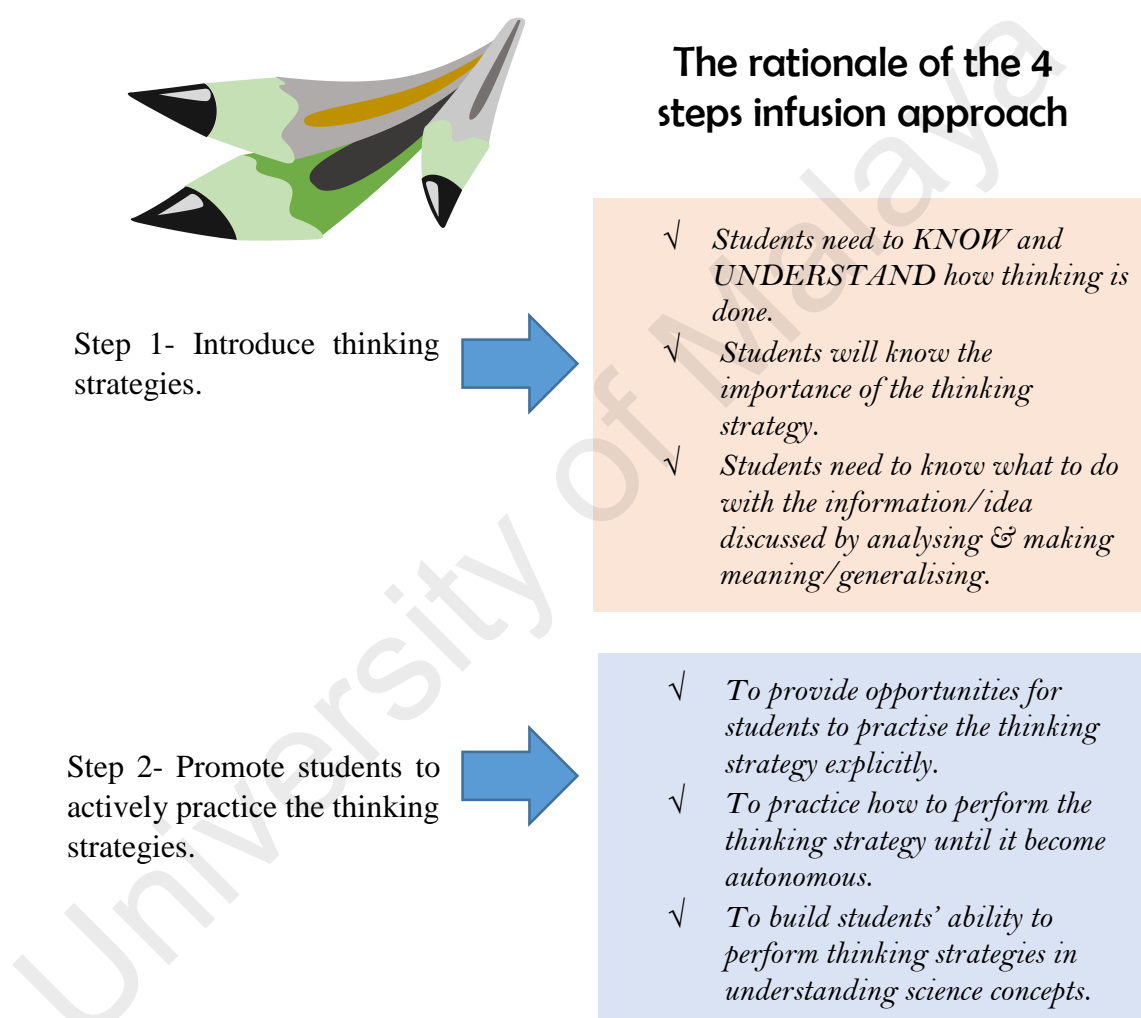 The rationale of the 4
steps infusion approach
Step 1- Introduce thinking
strategies.
√ Students need to KNOW and
UNDERSTAND how thinking is
done.
√ Students will know the
importance of the thinking
strategy.
√ Students need to know what to do
with the information/idea
discussed by analysing & making
meaning/generalising.
Step 2- Promote students to
actively practice the thinking
strategies.
√ To provide opportunities for
students to practise the thinking
strategy explicitly.
√ To practice how to perform the
thinking strategy until it become
autonomous.
√ To build students' ability to
perform thinking strategies in
understanding science concepts.
University of Malaya